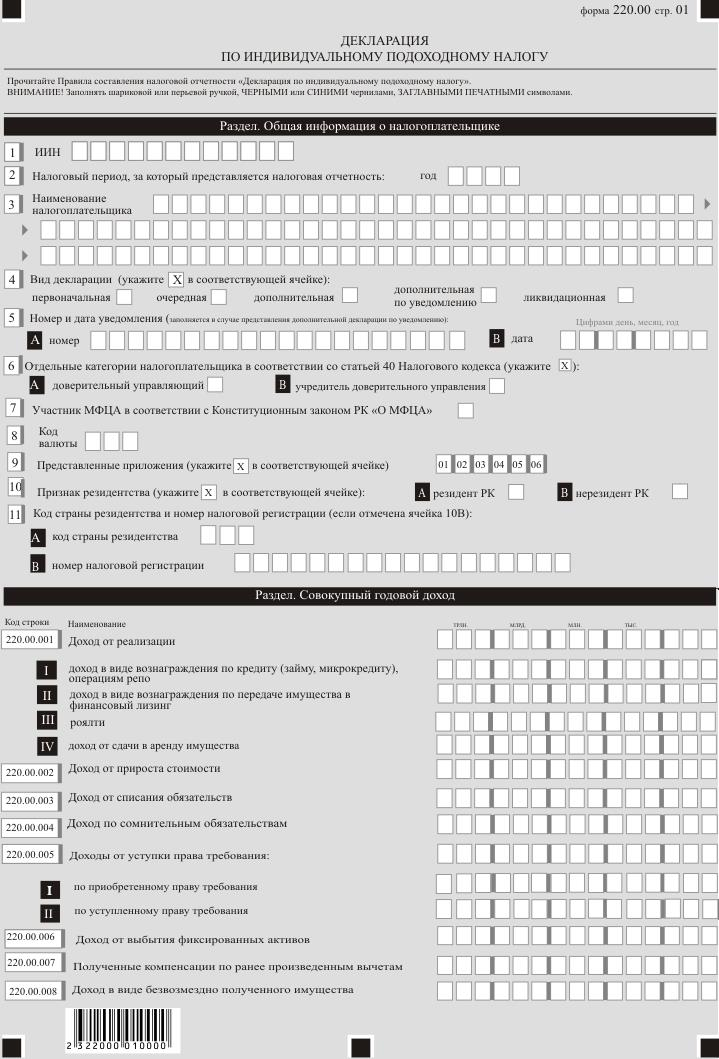 форма 220.00 стр. 01
ДЕКЛАРАЦИЯ
ПО ИНДИВИДУАЛЬНОМУ ПОДОХОДНОМУ НАЛОГУ
Прочитайте Правила составления налоговой отчетности «Декларация по индивидуальному подоходному налогу».
ВНИМАНИЕ! Заполнять шариковой или перьевой ручкой, ЧЕРНЫМИ или СИНИМИ чернилами, ЗАГЛАВНЫМИ ПЕЧАТНЫМИ символами.
Раздел. Общая информация о налогоплательщике
1 ИИН
2 Налоговый период, за который представляется налоговая отчетность: год
3 Наименование
налогоплательщика
4 Вид декларации (укажите X в соответствующей ячейке):
первоначальная очередная дополнительная дополнительная
по уведомлению ликвидационная
5 Номер и дата уведомления (заполняется в случае представления дополнительной декларации по уведомлению): Цифрами день, месяц, год
A номер B дата
6 Отдельные категории налогоплательщика в соответствии со статьей 40 Налогового кодекса (укажите X ):
A доверительный управляющий B учредитель доверительного управления
7 Участник МФЦА в соответствии с Конституционным законом РК «О МФЦА»
8 Код
валюты
9 Представленные приложения (укажите X в соответствующей ячейке) 01 02 03 04 05 06
10 Признак резидентства (укажите X в соответствующей ячейке): A резидент РК B нерезидент РК
11 Код страны резидентства и номер налоговой регистрации (если отмечена ячейка 10В):
A код страны резидентства
B номер налоговой регистрации
Раздел. Совокупный годовой доход
Код строки Наименование трлн. млрд. млн. тыс.
220.00.001 Доход от реализации
I доход в виде вознаграждения по кредиту (займу, микрокредиту),
операциям репо
II доход в виде вознаграждения по передаче имущества в
финансовый лизинг
III роялти
IV доход от сдачи в аренду имущества
220.00.002 Доход от прироста стоимости
220.00.003 Доход от списания обязательств
220.00.004 Доход по сомнительным обязательствам
220.00.005 Доходы от уступки права требования:
I по приобретенному праву требования
II по уступленному праву требования
220.00.006 Доход от выбытия фиксированных активов
220.00.007 Полученные компенсации по ранее произведенным вычетам
220.00.008 Доход в виде безвозмездно полученного имущества
2 322000 010000